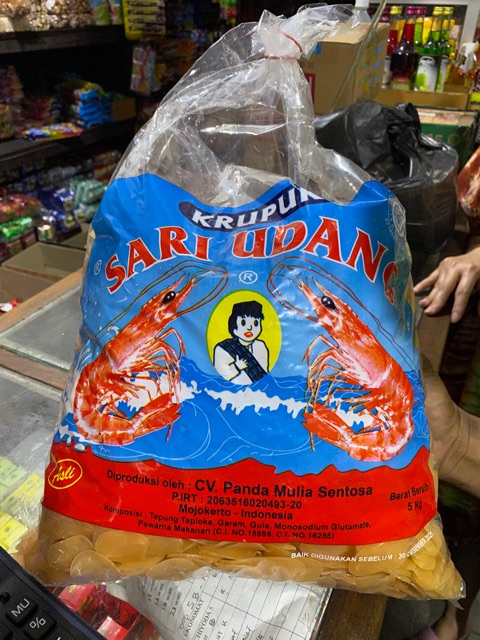 KRUPUK
SARI UDANG
®
Asli
Diproduksi oleh : CV. Panda Mulia Sentosa
P.IRT : 2063516020493-20
Mojokerto - Indonesia
Komposisi : Tepung Tapioka, Garam, Gula, Monosodium Glutamate,
Pewarna Makanan (C.I. NO.15985, C.I. NO.16255)
Berat Bersih
5 Kg
BAIK DIGUNAKAN SEBELUM :
MU
%